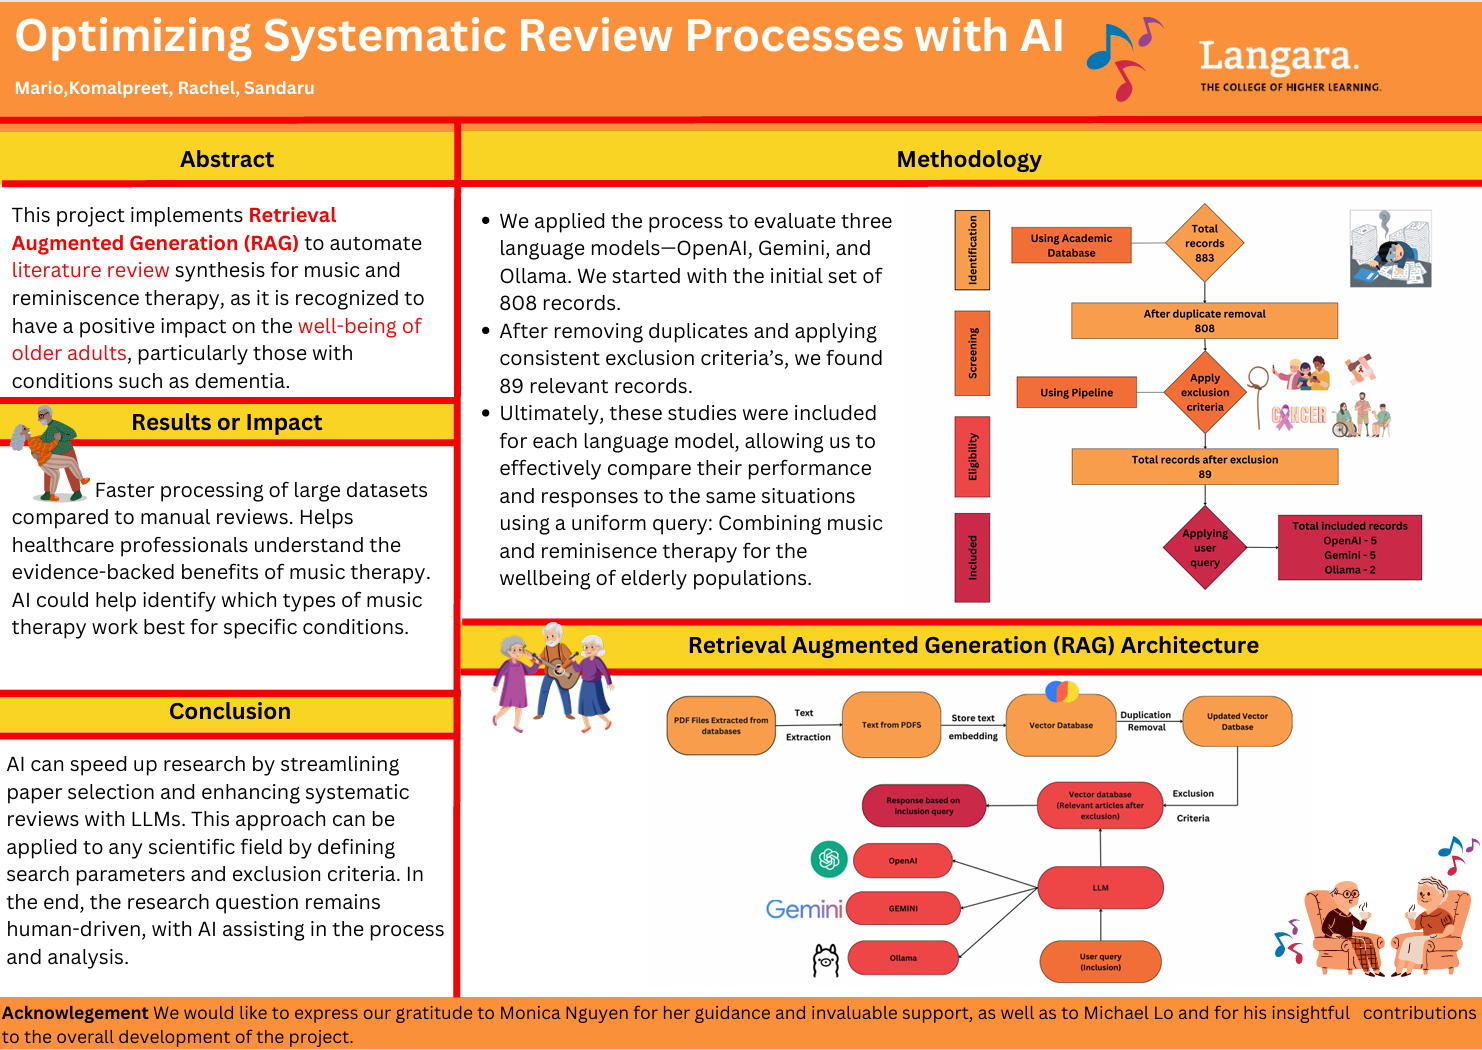 Optimizing Systematic Review Processes with AI
Mario,Komalpreet, Rachel, Sandaru
Langara.
THE COLLEGE OF HIGHER LEARNING.
Abstract
This project implements Retrieval
Augmented Generation (RAG) to automate
literature review synthesis for music and
reminiscence therapy, as it is recognized to
have a positive impact on the well-being of
older adults, particularly those with
conditions such as dementia.
Results or Impact
Faster processing of large datasets
compared to manual reviews. Helps
healthcare professionals understand the
evidence-backed benefits of music therapy.
AI could help identify which types of music
therapy work best for specific conditions.
Conclusion
AI can speed up research by streamlining
paper selection and enhancing systematic
reviews with LLMs. This approach can be
applied to any scientific field by defining
search parameters and exclusion criteria. In
the end, the research question remains
human-driven, with AI assisting in the process
and analysis.
Methodology
• We applied the process to evaluate three
language models—OpenAI, Gemini, and
Ollama. We started with the initial set of
808 records.
• After removing duplicates and applying
consistent exclusion criteria's, we found
89 relevant records.
• Ultimately, these studies were included
for each language model, allowing us to
effectively compare their performance
and responses to the same situations
using a uniform query: Combining music
and reminisence therapy for the
wellbeing of elderly populations.
Identification
Using Academic
Database
Total
records
883
After duplicate removal
808
Screening
Using Pipeline
Apply
exclusion
criteria
CANCER
Eligibility
Total records after exclusion
89
Included
Applying
user
query
Total included records
OpenAI - 5
Gemini - 5
Ollama - 2
Retrieval Augmented Generation (RAG) Architecture
PDF Files Extracted from
databases
Text
Extraction
Text from PDFS
Store text
embedding
Vector Database
Duplication
Removal
Updated Vector
Datbase
Exclusion
Criteria
Vector database
(Relevant articles after
exclusion)
Response based on
inclusion query
OpenAI
LLM
Gemini
GEMINI
Ollama
User query
(Inclusion)
Acknowlegement We would like to express our gratitude to Monica Nguyen for her guidance and invaluable support, as well as to Michael Lo and for his insightful contributions
to the overall development of the project.